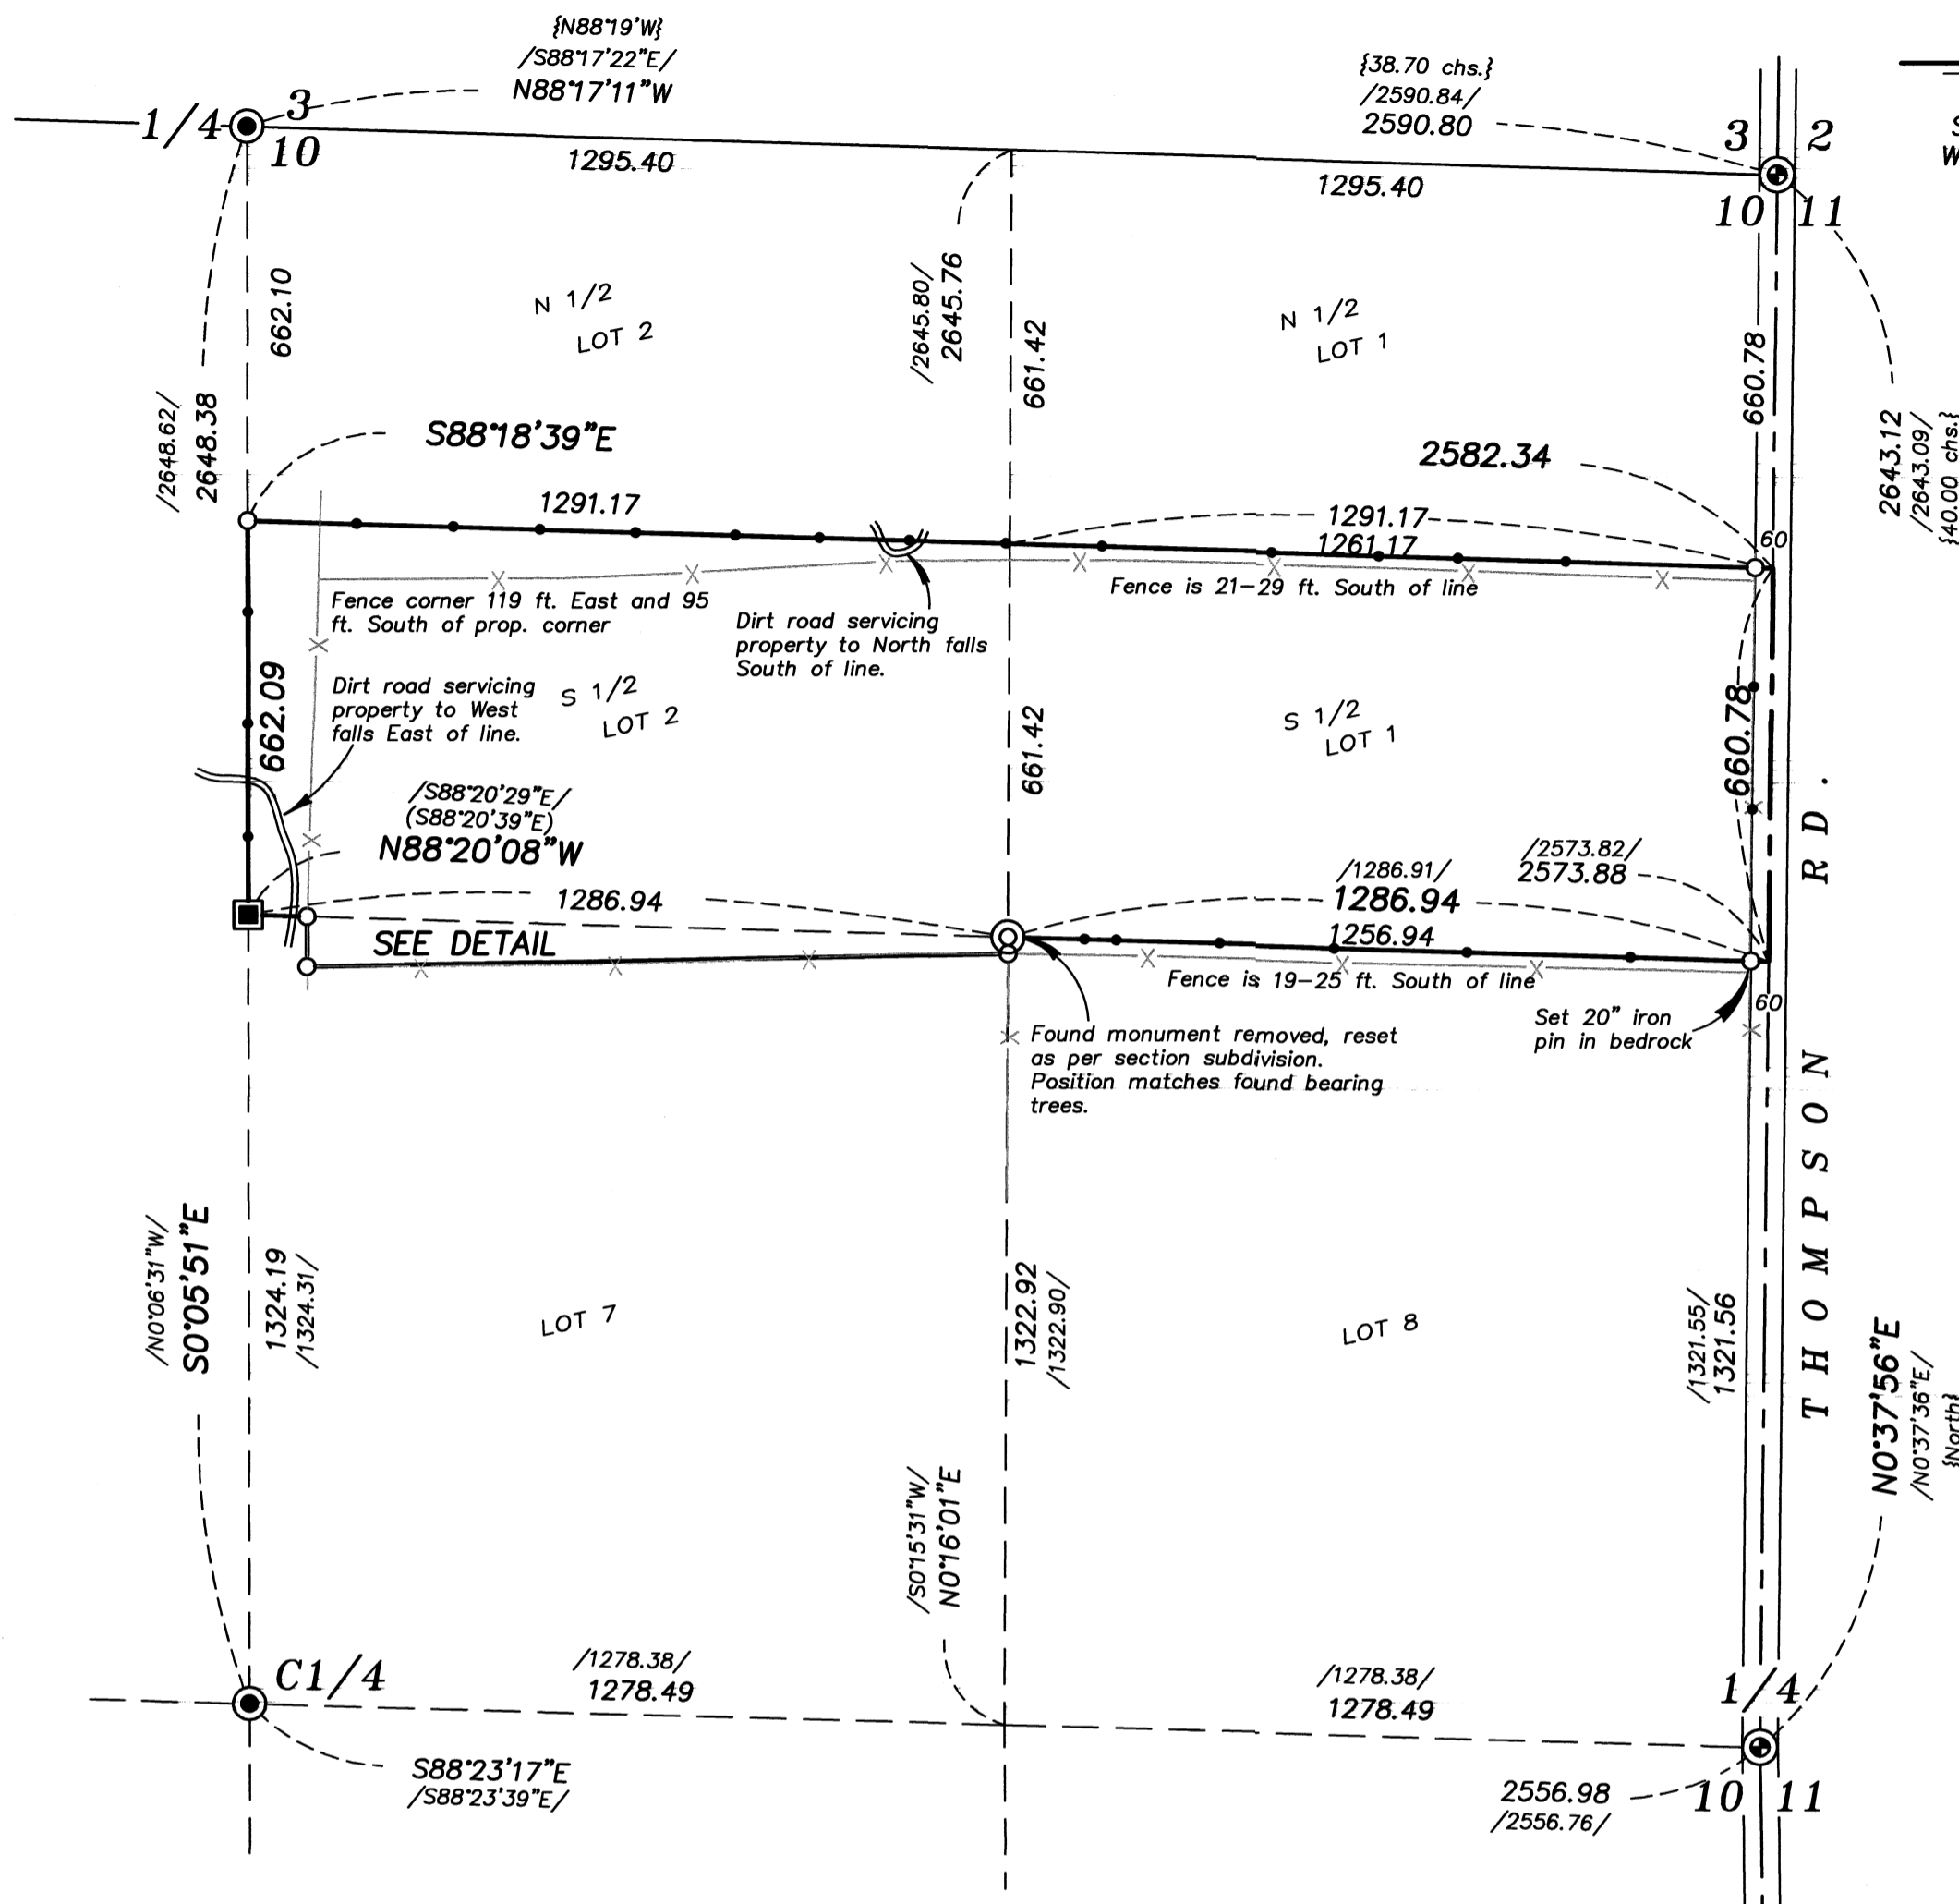 {N88°19'W}
/S88°17'22"E/
N88°17'11"W
{38.70 chs.}
/2590.84/
2590.80
1/4
3
10
3
2
10
11
1295.40
1295.40
662.10
N 1/2
LOT 2
/2645.80/
2645.76
661.42
N 1/2
LOT 1
660.78
/2648.62/
2648.38
2643.12
/2643.09/
{40.00 chs.}
S88°18'39"E
2582.34
1291.17
1291.17
1261.17
60
Fence is 21-29 ft. South of line
Fence corner 119 ft. East and 95
ft. South of prop. corner
Dirt road servicing
property to North falls
South of line.
662.09
Dirt road servicing
property to West
falls East of line.
S 1/2
LOT 2
661.42
S 1/2
LOT 1
660.78
/S88°20'29"E/
(S88°20'39"E)
N88°20'08"W
1286.94
/1286.91/
1286.94
1256.94
/2573.82/
2573.88
SEE DETAIL
Fence is 19-25 ft. South of line
60
Set 20" iron
pin in bedrock
Found monument removed, reset
as per section subdivision.
Position matches found bearing
trees.
THOMPSON RD.
/N0°06'31"W/
S0°05'51"E
1324.19
/1324.31/
LOT 7
1322.92
/1322.90/
LOT 8
/1321.55/
1321.56
N0°37'56"E
/N0°37'36"E/
{North}
/S0°15'31"W/
N0°16'01"E
C1/4
/1278.38/
1278.49
/1278.38/
1278.49
1/4
10
11
S88°23'17"E
/S88°23'39"E/
2556.98
/2556.76/